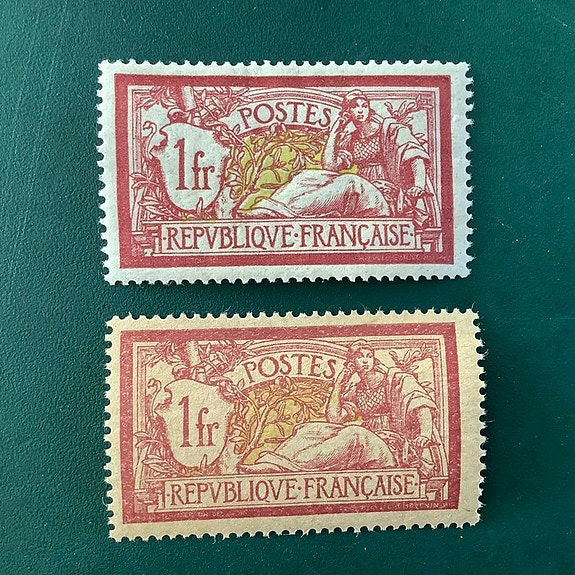 POSTES
1fr
REPVBLIQVE·FRANÇAISE
POSTES
1fr
REPVBLIQVE·FRANÇAISE